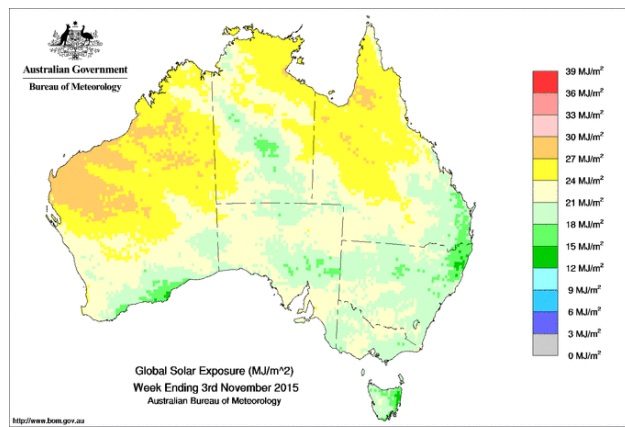 Australian Government
Bureau of Meteorology
39 MJ/m²
36 MJ/m²
33 MJ/m²
30 MJ/m²
27 MJ/m²
24 MJ/m²
21 MJ/m²
18 MJ/m²
15 MJ/m²
12 MJ/m²
9 MJ/m²
6 MJ/m²
3 MJ/m²
0 MJ/m²
Global Solar Exposure (MJ/m^2)
Week Ending 3rd November 2015
Australian Bureau of Meteorology
http://www.bom.gov.au